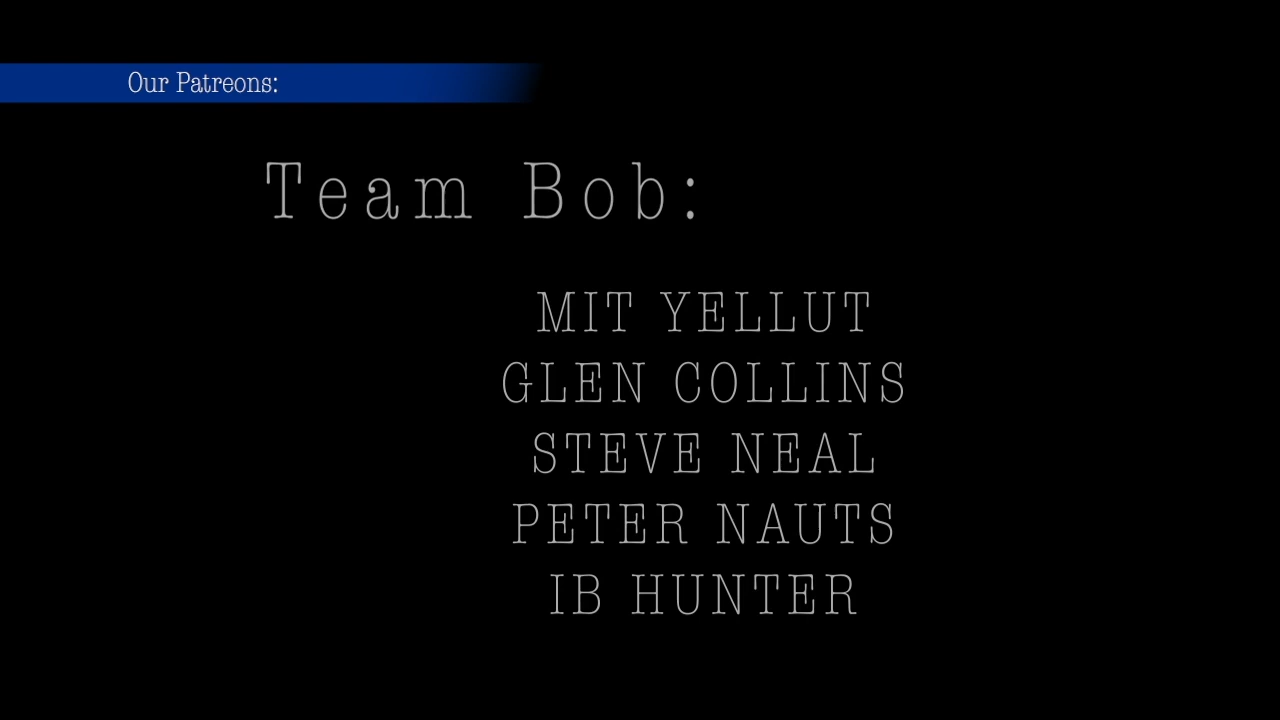 Our Patreons:
Team Bob:
MIT YELLUT
GLEN COLLINS
STEVE NEAL
PETER NAUTS
IB HUNTER